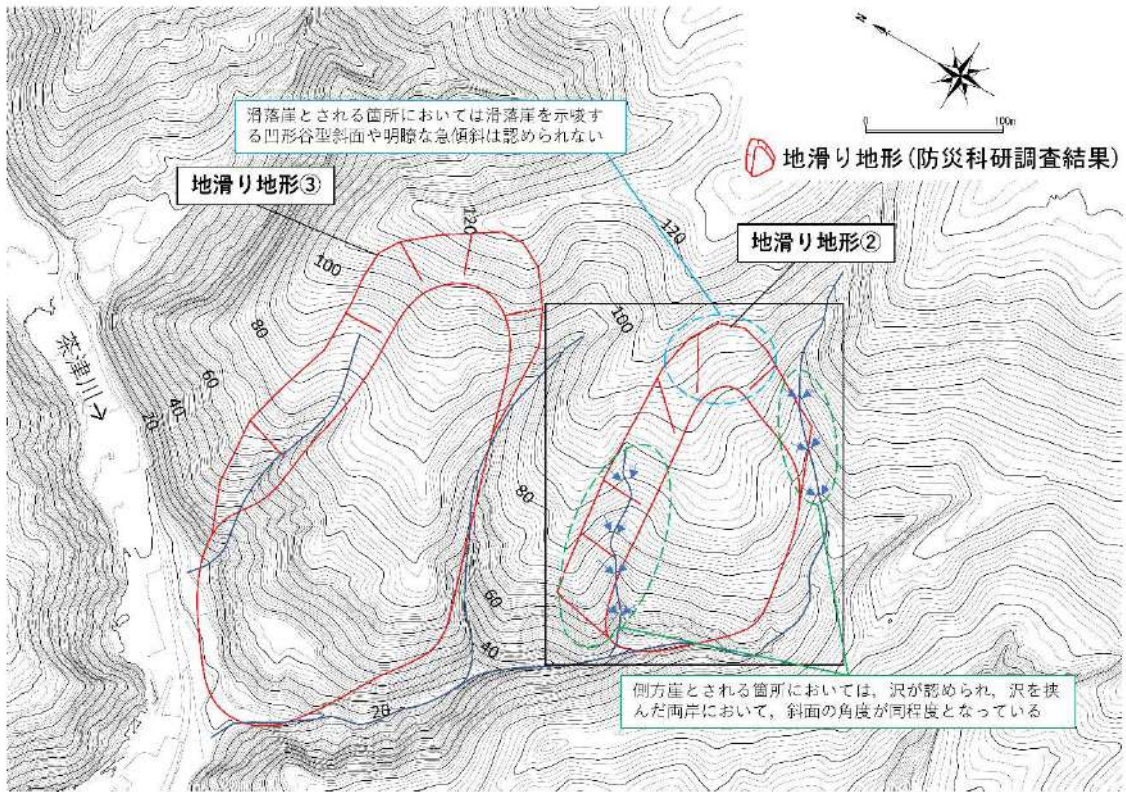 N
0
100m
滑落崖とされる箇所においては滑落崖を示唆す
る凹形谷型斜面や明瞭な急傾斜は認められない
地滑り地形(防災科研調査結果)
地滑り地形③
地滑り地形②
120
120
100
100
80
60
40
20
茶津川→
80
60
40
20
側方崖とされる箇所においては，沢が認められ，沢を挟
んだ両岸において，斜面の角度が同程度となっている